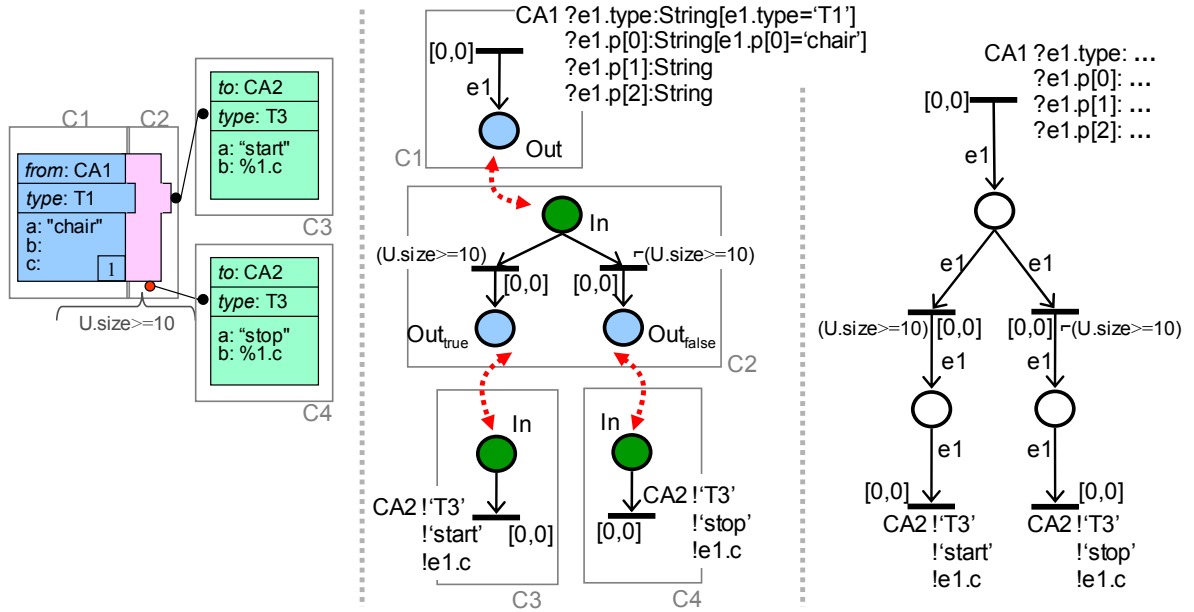 C1
C2
from: CA1
type: T1
a: "chair"
b:
c:
1
U.size>=10
to: CA2
type: T3
a: “start”
b: %1.c
C3
to: CA2
type: T3
a: “stop”
b: %1.c
C4
CA1 ?e1.type:String[e1.type=‘T1’]
?e1.p[0]:String[e1.p[0]=‘chair’]
?e1.p[1]:String
?e1.p[2]:String
[0,0]
e1
Out
C1
In
(U.size>=10)
⌐(U.size>=10)
[0,0]
[0,0]
Outtrue
Outfalse
C2
In
CA2 !‘T3’
!‘start’
!e1.c
[0,0]
C3
In
CA2 !‘T3’
!‘stop’
!e1.c
[0,0]
C4
CA1 ?e1.type: ...
?e1.p[0]: ...
?e1.p[1]: ...
?e1.p[2]: ...
[0,0]
e1
e1
e1
(U.size>=10)
[0,0]
[0,0]
⌐(U.size>=10)
e1
e1
e1
e1
[0,0]
[0,0]
CA2 !‘T3’
!‘start’
!e1.c
CA2 !‘T3’
!‘stop’
!e1.c